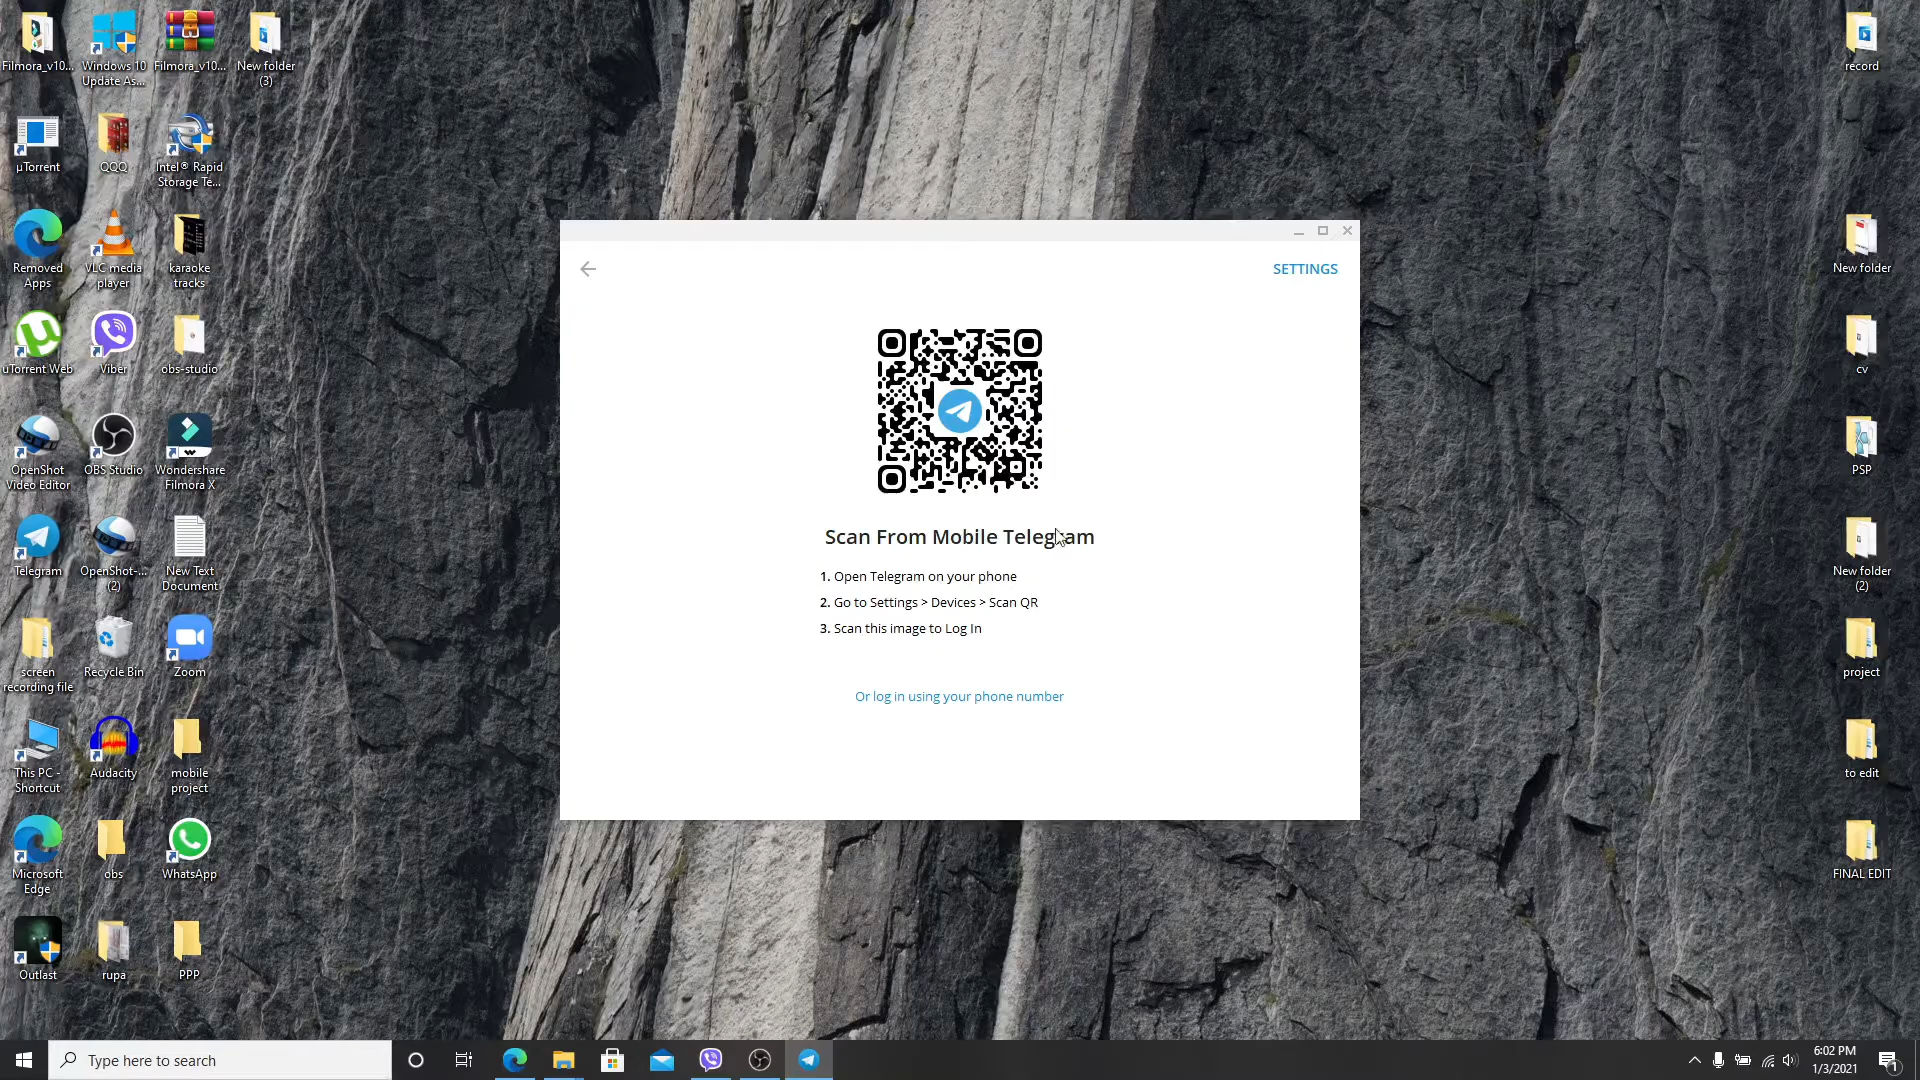 Filmora_v10...
Windows 10
Update As...
Filmora_v10...
New folder
(3)
record
µTorrent
QQQ
Intel® Rapid
Storage Te...
Removed
Apps
VLC media
player
karaoke
tracks
New folder
uTorrent Web
Viber
obs-studio
cv
OpenShot
Video Editor
OBS Studio
Wondershare
Filmora X
PSP
Telegram
OpenShot-...
(2)
New Text
Document
New folder
(2)
screen
recording file
Recycle Bin
Zoom
project
This PC -
Shortcut
Audacity
mobile
project
to edit
Microsoft
Edge
obs
WhatsApp
FINAL EDIT
Outlast
rupa
PPP
SETTINGS
Scan From Mobile Telegram
1. Open Telegram on your phone
2. Go to Settings > Devices > Scan QR
3. Scan this image to Log In
Or log in using your phone number
Type here to search
6:02 PM
1/3/2021
1